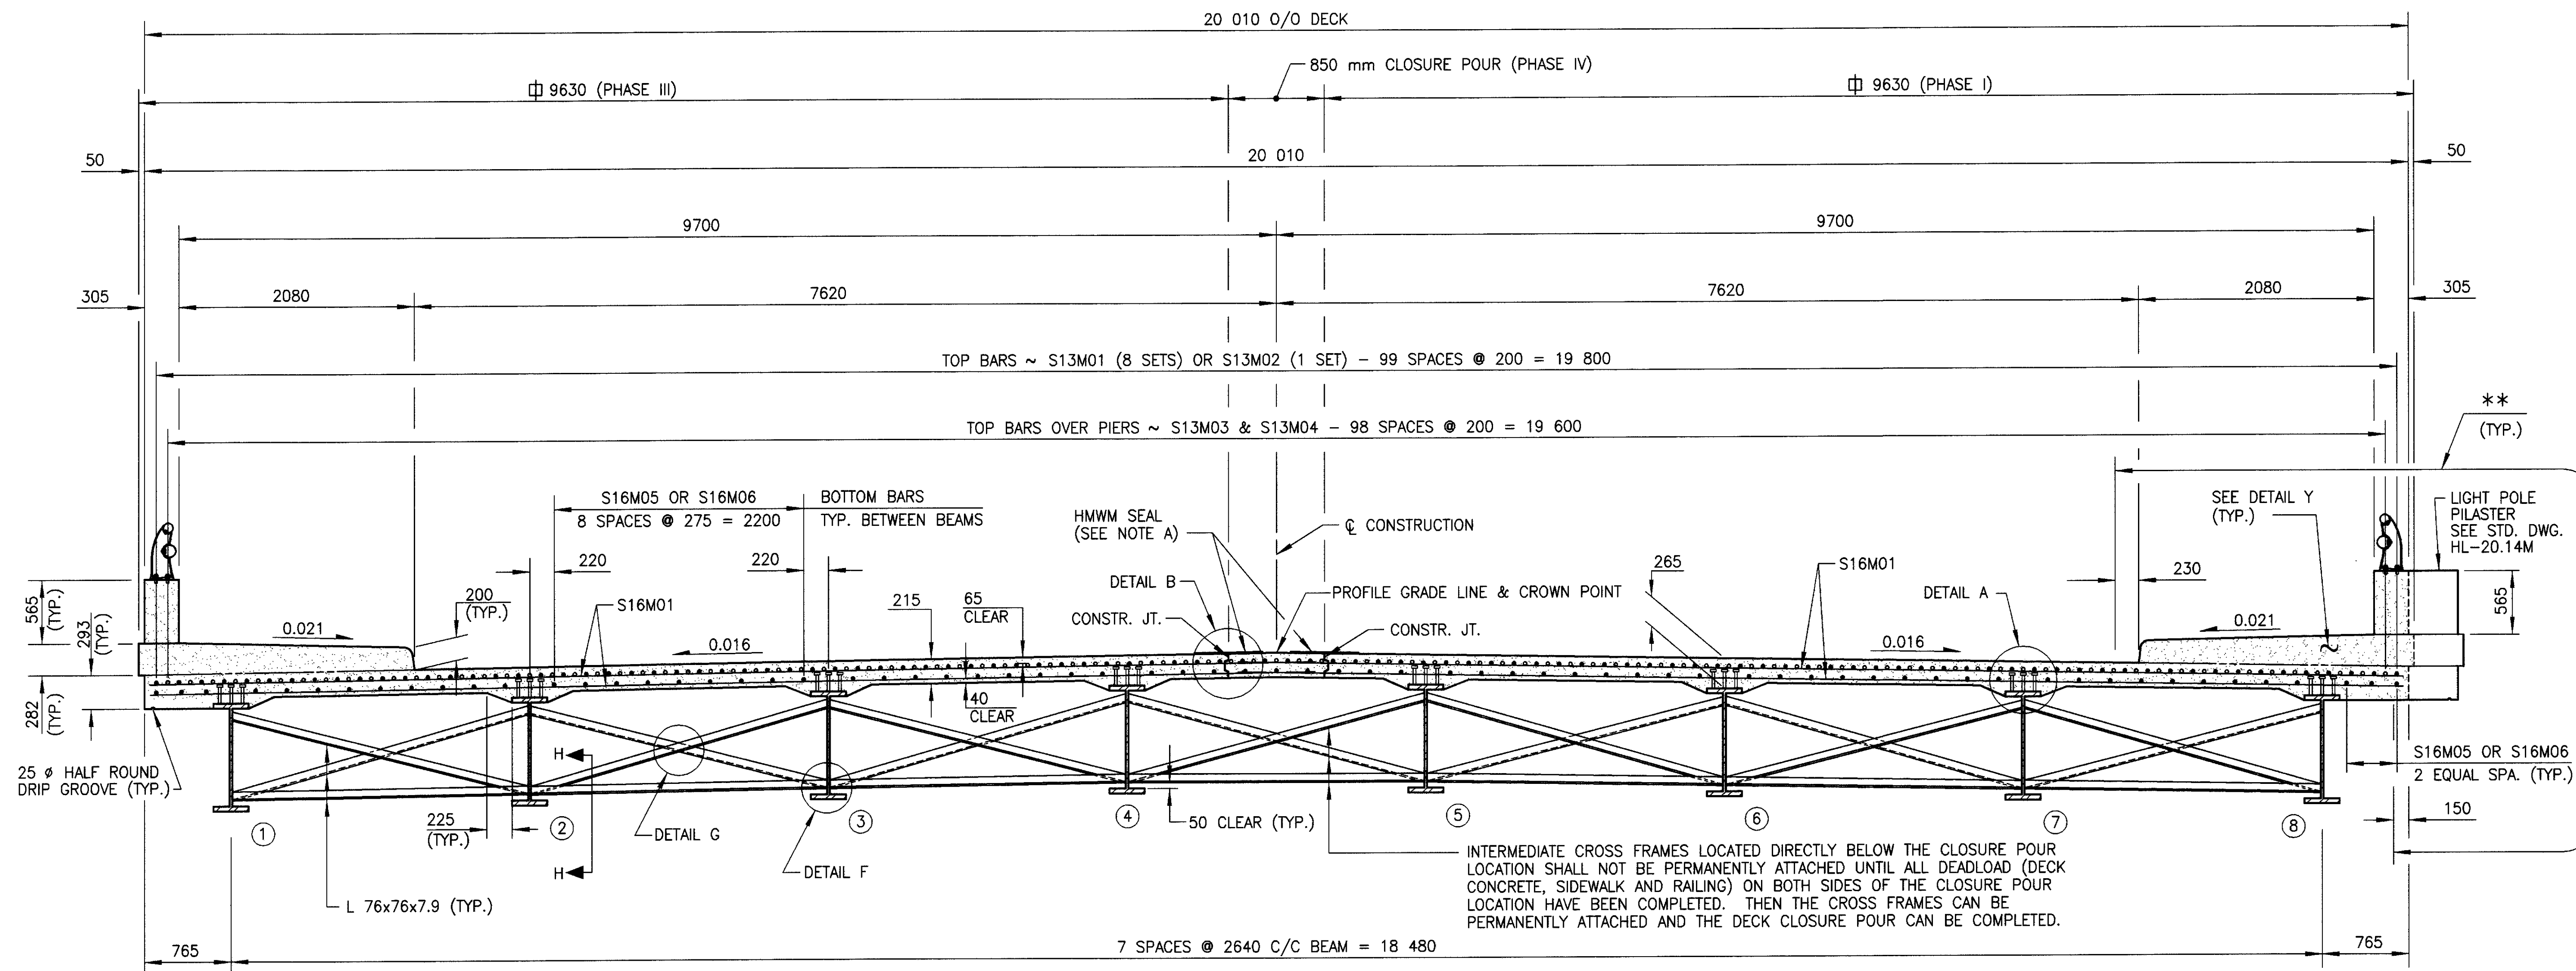 20 010 O/O DECK
850 mm CLOSURE POUR (PHASE IV)
9630 (PHASE III)
9630 (PHASE I)
50
20 010
50
9700
9700
305
2080
7620
7620
2080
305
TOP BARS ~ S13M01 (8 SETS) OR S13M02 (1 SET) – 99 SPACES @ 200 = 19 800
TOP BARS OVER PIERS ~ S13M03 & S13M04 – 98 SPACES @ 200 = 19 600
**
(TYP.)
S16M05 OR S16M06
8 SPACES @ 275 = 2200
BOTTOM BARS
TYP. BETWEEN BEAMS
HMWM SEAL
(SEE NOTE A)
℄ CONSTRUCTION
SEE DETAIL Y
(TYP.)
LIGHT POLE
PILASTER
SEE STD. DWG.
HL–20.14M
220
220
265
S16M01
230
565
(TYP.)
200
(TYP.)
S16M01
215
65
CLEAR
DETAIL B
PROFILE GRADE LINE & CROWN POINT
DETAIL A
565
CONSTR. JT.
CONSTR. JT.
293
(TYP.)
0.021
0.016
0.016
0.021
282
(TYP.)
40
CLEAR
25 ø HALF ROUND
DRIP GROOVE (TYP.)
H
S16M05 OR S16M06
2 EQUAL SPA. (TYP.)
1
225
(TYP.)
2
DETAIL G
3
4
50 CLEAR (TYP.)
5
6
7
8
150
H
DETAIL F
L 76x76x7.9 (TYP.)
INTERMEDIATE CROSS FRAMES LOCATED DIRECTLY BELOW THE CLOSURE POUR
LOCATION SHALL NOT BE PERMANENTLY ATTACHED UNTIL ALL DEADLOAD (DECK
CONCRETE, SIDEWALK AND RAILING) ON BOTH SIDES OF THE CLOSURE POUR
LOCATION HAVE BEEN COMPLETED. THEN THE CROSS FRAMES CAN BE
PERMANENTLY ATTACHED AND THE DECK CLOSURE POUR CAN BE COMPLETED.
765
7 SPACES @ 2640 C/C BEAM = 18 480
765